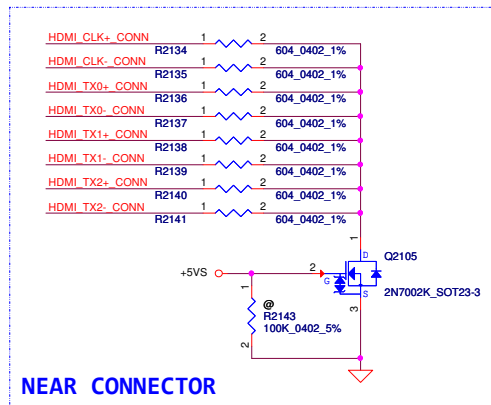 HDMI_CLK+_CONN 1 2
R2134 604_0402_1%
HDMI_CLK-_CONN 1 2
R2135 604_0402_1%
HDMI_TX0+_CONN 1 2
R2136 604_0402_1%
HDMI_TX0-_CONN 1 2
R2137 604_0402_1%
HDMI_TX1+_CONN 1 2
R2138 604_0402_1%
HDMI_TX1-_CONN 1 2
R2139 604_0402_1%
HDMI_TX2+_CONN 1 2
R2140 604_0402_1%
HDMI_TX2-_CONN 1 2
R2141 604_0402_1%
1
D Q2105
+5VS 2
G
S 2N7002K_SOT23-3
3
1
@
R2143
100K_0402_5%
2
NEAR CONNECTOR